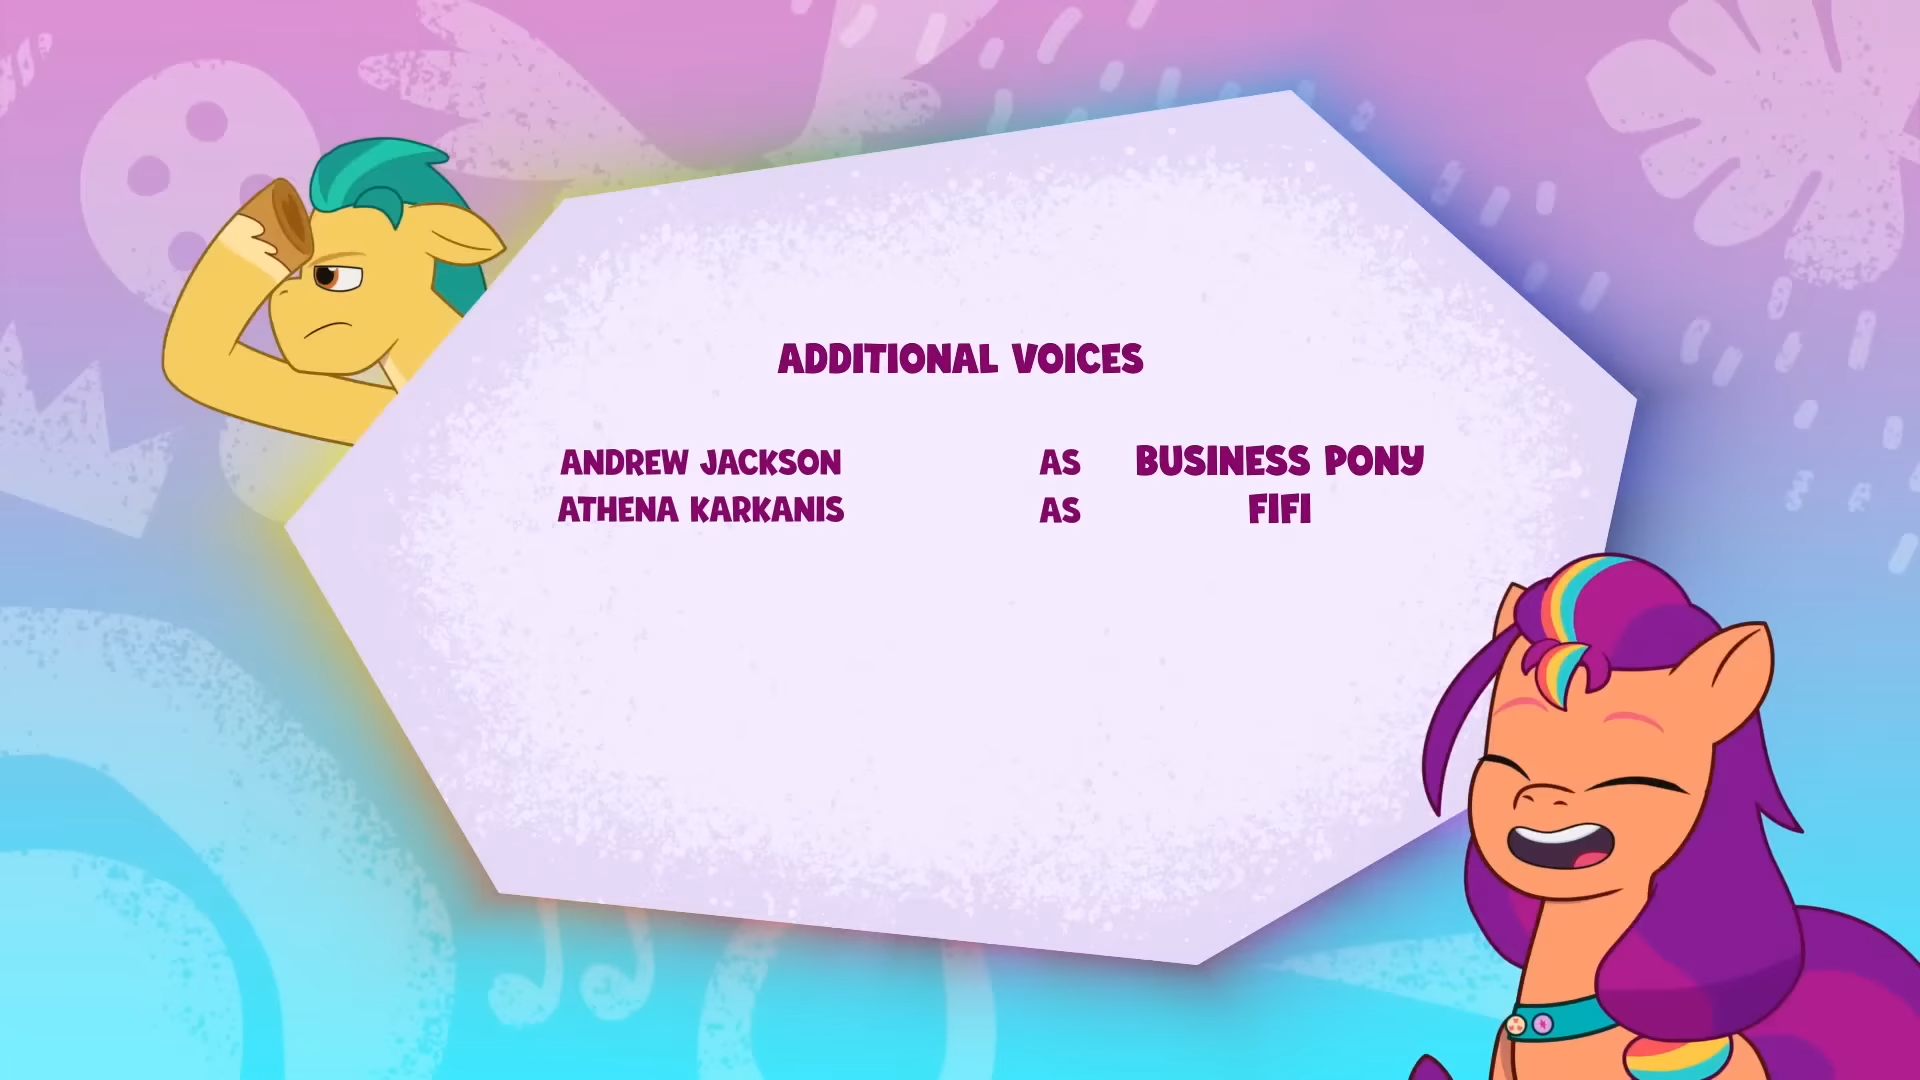 ADDITIONAL VOICES
ANDREW JACKSON AS BUSINESS PONY
ATHENA KARKANIS AS FIFI